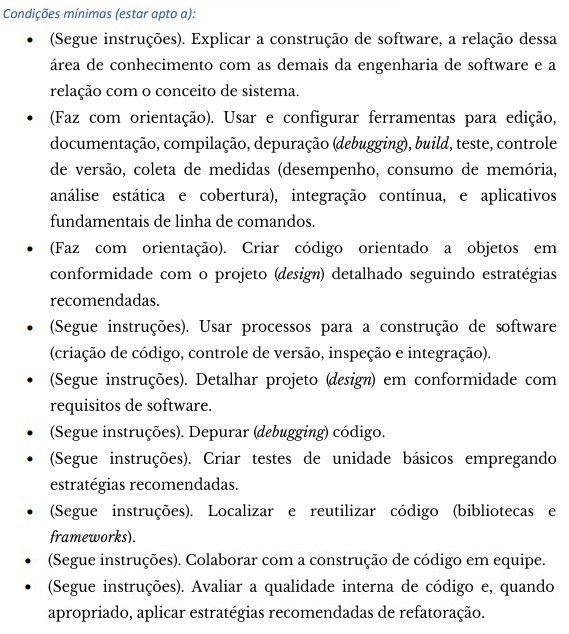 Condições mínimas (estar apto a):
• (Segue instruções). Explicar a construção de software, a relação dessa
área de conhecimento com as demais da engenharia de software e a
relação com o conceito de sistema.
• (Faz com orientação). Usar e configurar ferramentas para edição,
documentação, compilação, depuração (debugging), build, teste, controle
de versão, coleta de medidas (desempenho, consumo de memória,
análise estática e cobertura), integração contínua, e aplicativos
fundamentais de linha de comandos.
• (Faz com orientação). Criar código orientado a objetos em
conformidade com o projeto (design) detalhado seguindo estratégias
recomendadas.
• (Segue instruções). Usar processos para a construção de software
(criação de código, controle de versão, inspeção e integração).
• (Segue instruções). Detalhar projeto (design) em conformidade com
requisitos de software.
• (Segue instruções). Depurar (debugging) código.
• (Segue instruções). Criar testes de unidade básicos empregando
estratégias recomendadas.
• (Segue instruções). Localizar e reutilizar código (bibliotecas e
frameworks).
• (Segue instruções). Colaborar com a construção de código em equipe.
• (Segue instruções). Avaliar a qualidade interna de código e, quando
apropriado, aplicar estratégias recomendadas de refatoração.